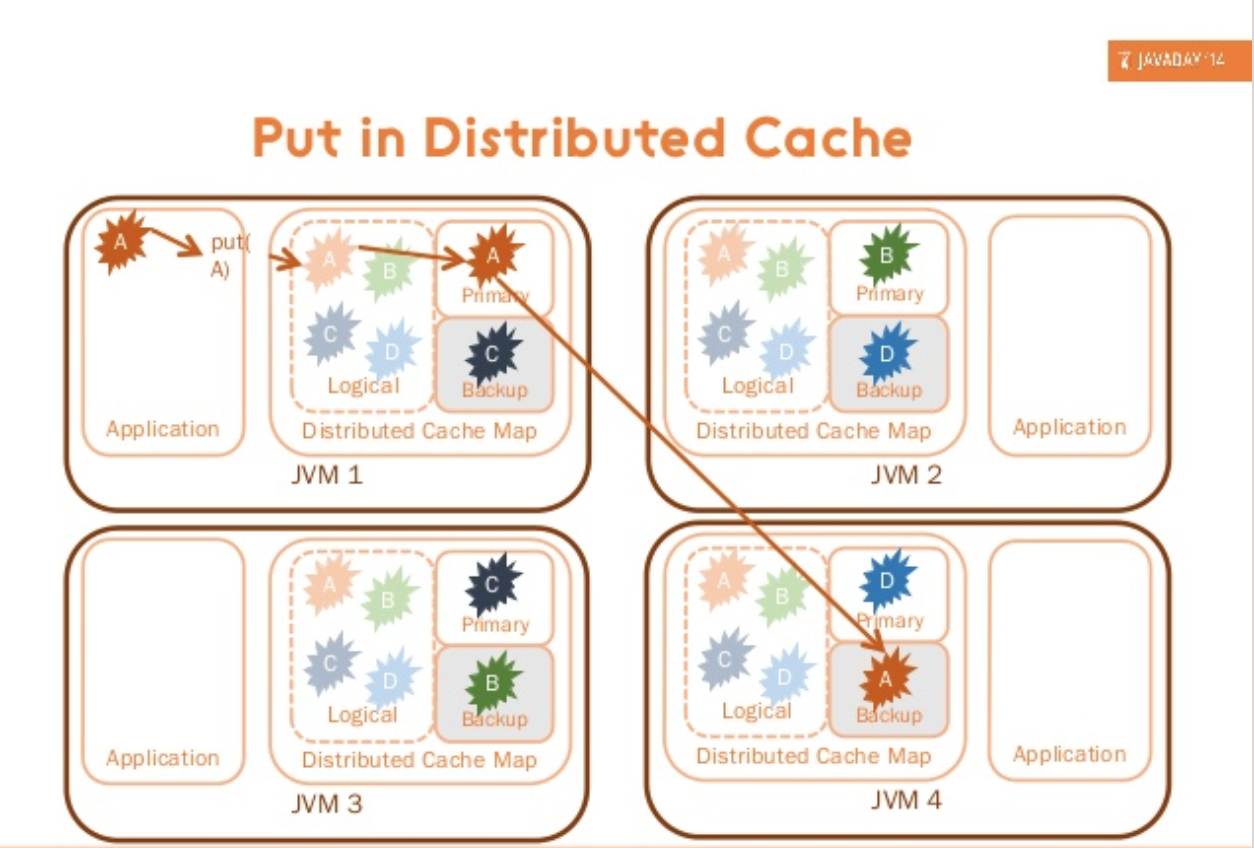 JAVADAY '14
Put in Distributed Cache
A
put(
A)
Application
A
B
C
D
Logical
A
Primary
C
Backup
Distributed Cache Map
JVM 1
A
B
C
D
Logical
B
Primary
D
Backup
Distributed Cache Map
Application
JVM 2
Application
A
B
C
D
Logical
C
Primary
B
Backup
Distributed Cache Map
JVM 3
A
B
C
D
Logical
D
Primary
A
Backup
Distributed Cache Map
Application
JVM 4